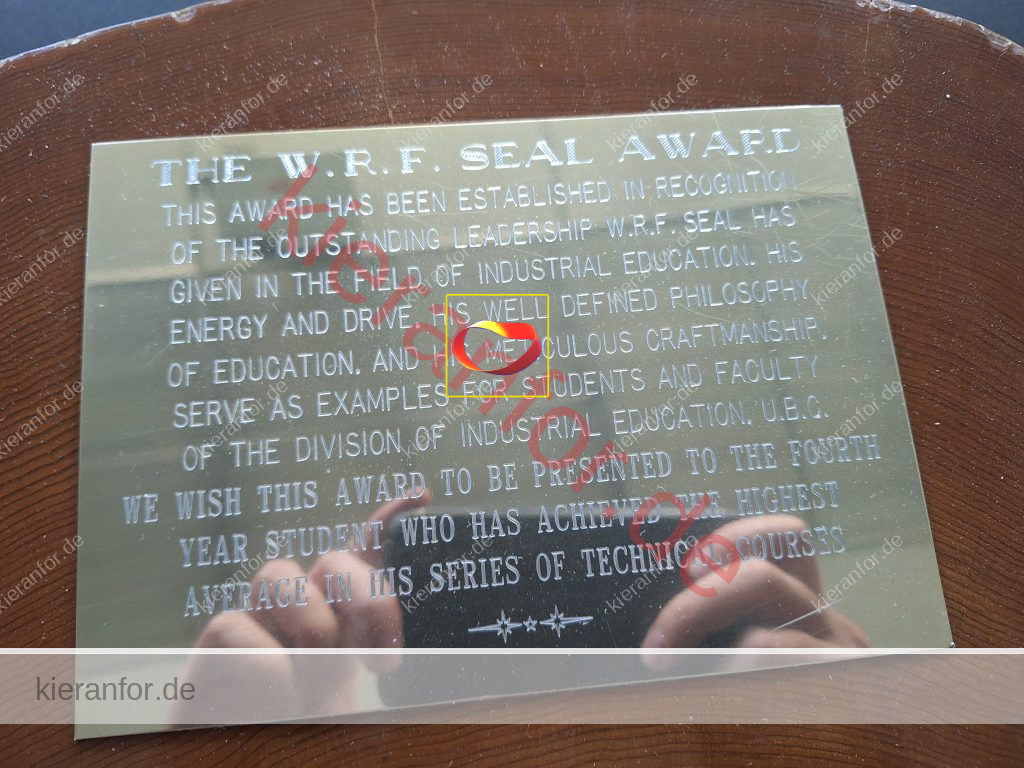 THE W.R.F. SEAL AWARD
THIS AWARD HAS BEEN ESTABLISHED IN RECOGNITION
OF THE OUTSTANDING LEADERSHIP W.R.F. SEAL HAS
GIVEN IN THE FIELD OF INDUSTRIAL EDUCATION. HIS
ENERGY AND DRIVE, HIS WELL DEFINED PHILOSOPHY
OF EDUCATION, AND HIS METICULOUS CRAFTMANSHIP,
SERVE AS EXAMPLES FOR STUDENTS AND FACULTY
OF THE DIVISION OF INDUSTRIAL EDUCATION, U.B.C.
WE WISH THIS AWARD TO BE PRESENTED TO THE FOURTH
YEAR STUDENT WHO HAS ACHIEVED THE HIGHEST
AVERAGE IN HIS SERIES OF TECHNICAL COURSES
kieranfor.de
kieranfor.de